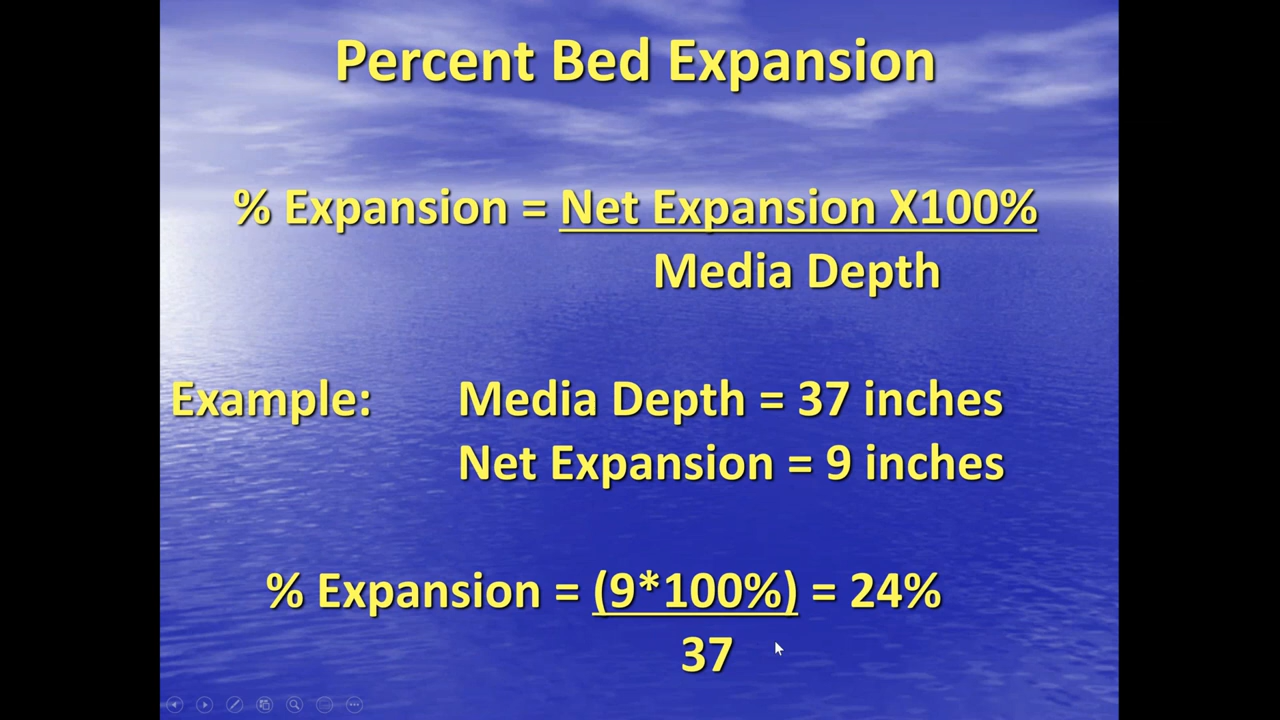 Percent Bed Expansion
% Expansion = Net Expansion X100%
Media Depth
Example: Media Depth = 37 inches
Net Expansion = 9 inches
% Expansion = (9*100%) = 24%
37